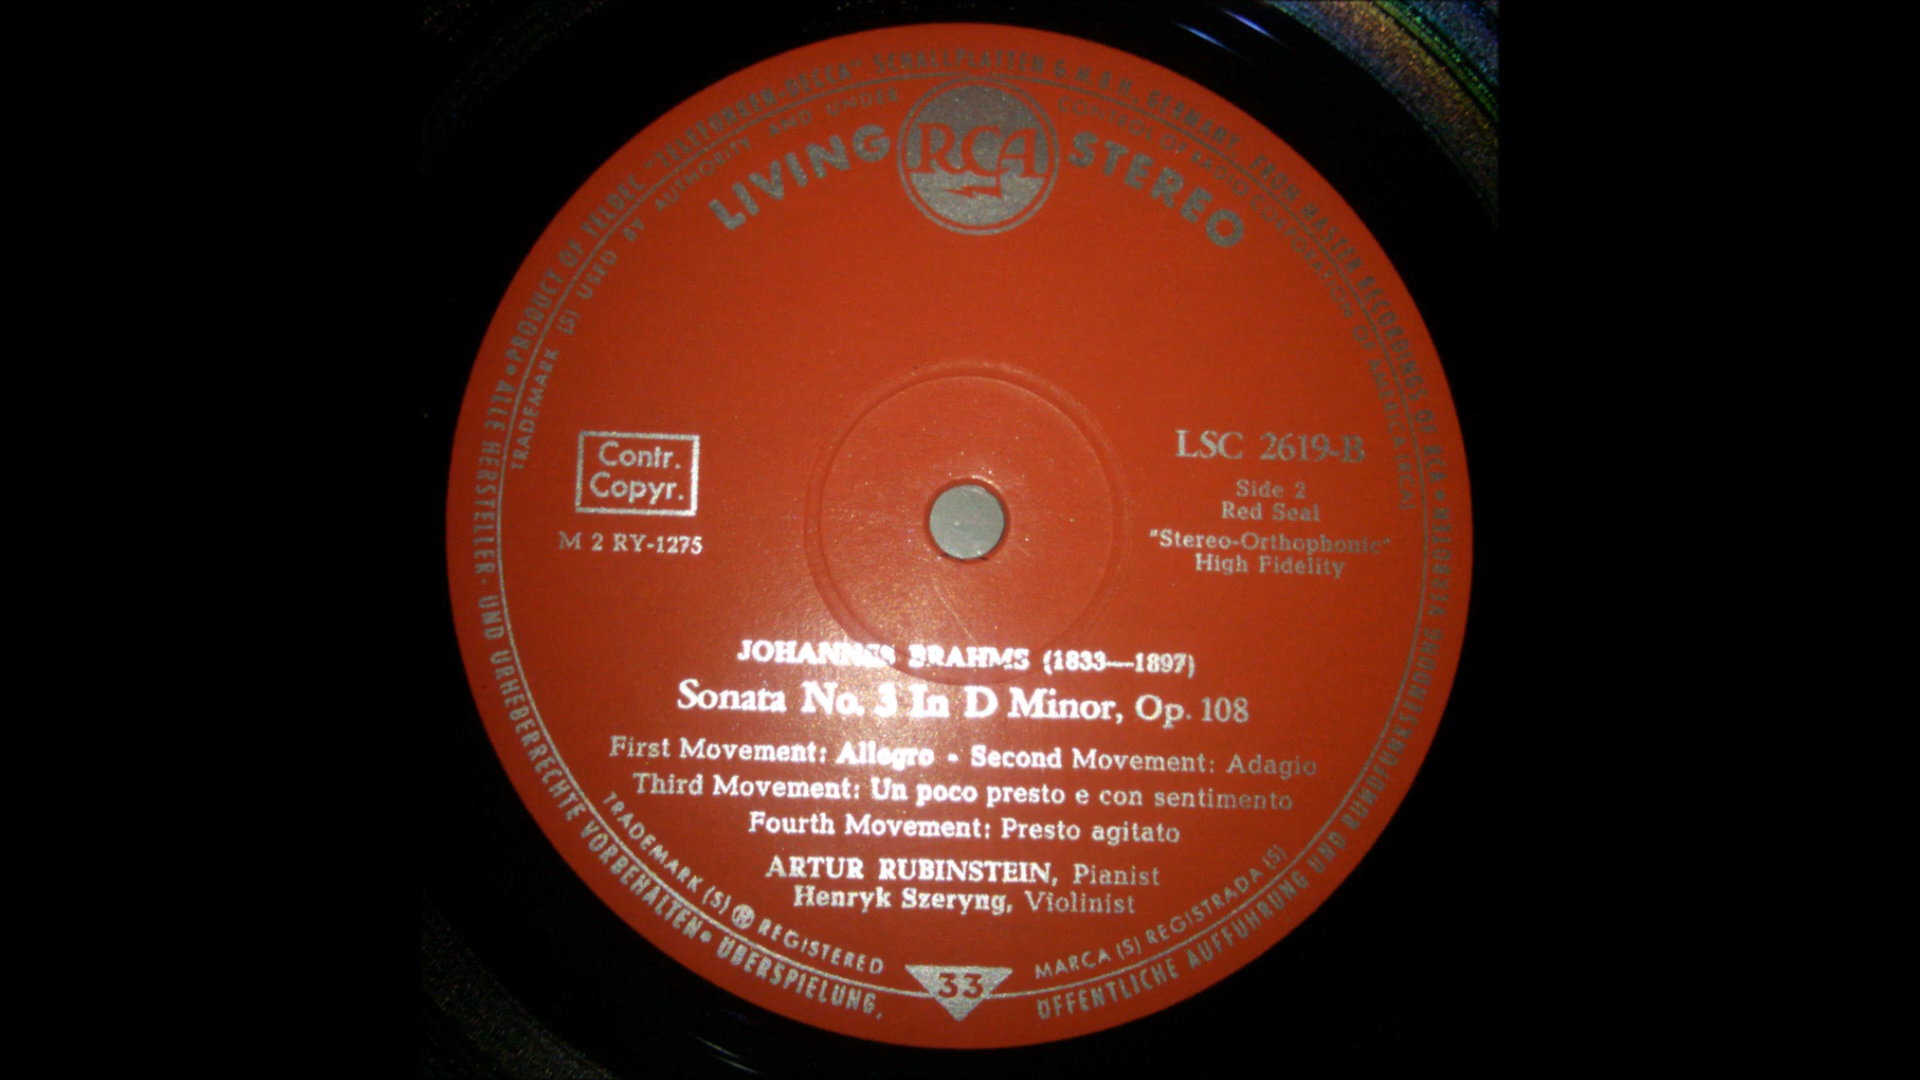 • PRODUCT OF TELDEC "TELEFUNKEN-DECCA" SCHALLPLATTEN G.M.B.H. GERMANY, FROM MASTER RECORDINGS OF RCA •
TRADEMARK (S) USED BY AUTHORITY AND UNDER CONTROL OF RADIO CORPORATION OF AMERICA (RCA)
LIVING RCA STEREO
Contr.
Copyr.
M 2 RY-1275
LSC 2619-B
Side 2
Red Seal
"Stereo-Orthophonic"
High Fidelity
JOHANNES BRAHMS (1833—1897)
Sonata No. 3 In D Minor, Op. 108
First Movement: Allegro - Second Movement: Adagio
Third Movement: Un poco presto e con sentimento
Fourth Movement: Presto agitato
ARTUR RUBINSTEIN, Pianist
Henryk Szeryng, Violinist
TRADEMARK (S) ® REGISTERED
MARCA (S) REGISTRADA (S)
33
ALLE HERSTELLER- UND URHEBERRECHTE VORBEHALTEN • ÜBERSPIELUNG,
ÖFFENTLICHE AUFFÜHRUNG UND RUNDFUNKSENDUNG